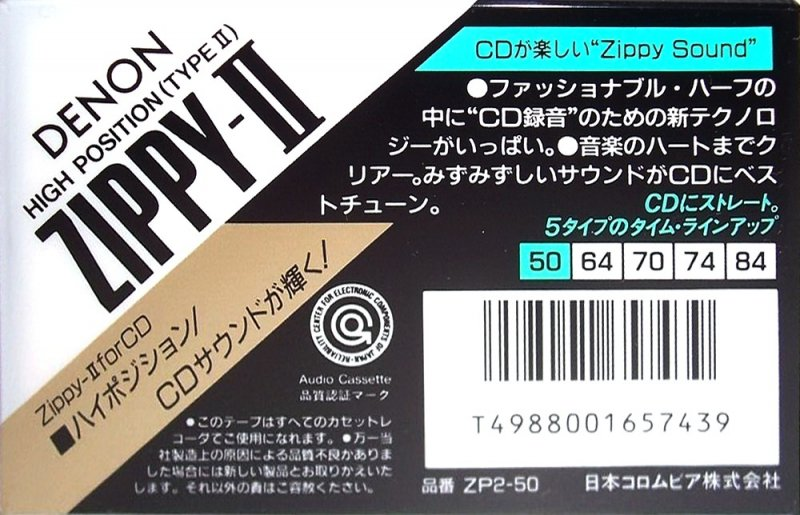 DENON
HIGH POSITION (TYPE II)
ZIPPY-II
Zippy-IIforCD
■ハイポジション/
CDサウンドが輝く!
CDが楽しい“Zippy Sound”
●ファッショナブル・ハーフの
中に“CD録音”のための新テクノロ
ジーがいっぱい。●音楽のハートまでク
リアー。みずみずしいサウンドがCDにベス
トチューン。
CDにストレート。
5タイプのタイム・ラインアップ
50 64 70 74 84
RELIABILITY CENTER FOR ELECTRONIC COMPONENTS OF JAPAN
Audio Cassette
品質認証マーク
●このテープはすべてのカセットレ
コーダでご使用になれます。●万一当
社製造上の原因による品質不良がありま
した場合には新しい製品とお取りかえいた
します。それ以外の責はご容赦ください。
T4988001657439
品番 ZP2-50 日本コロムビア株式会社